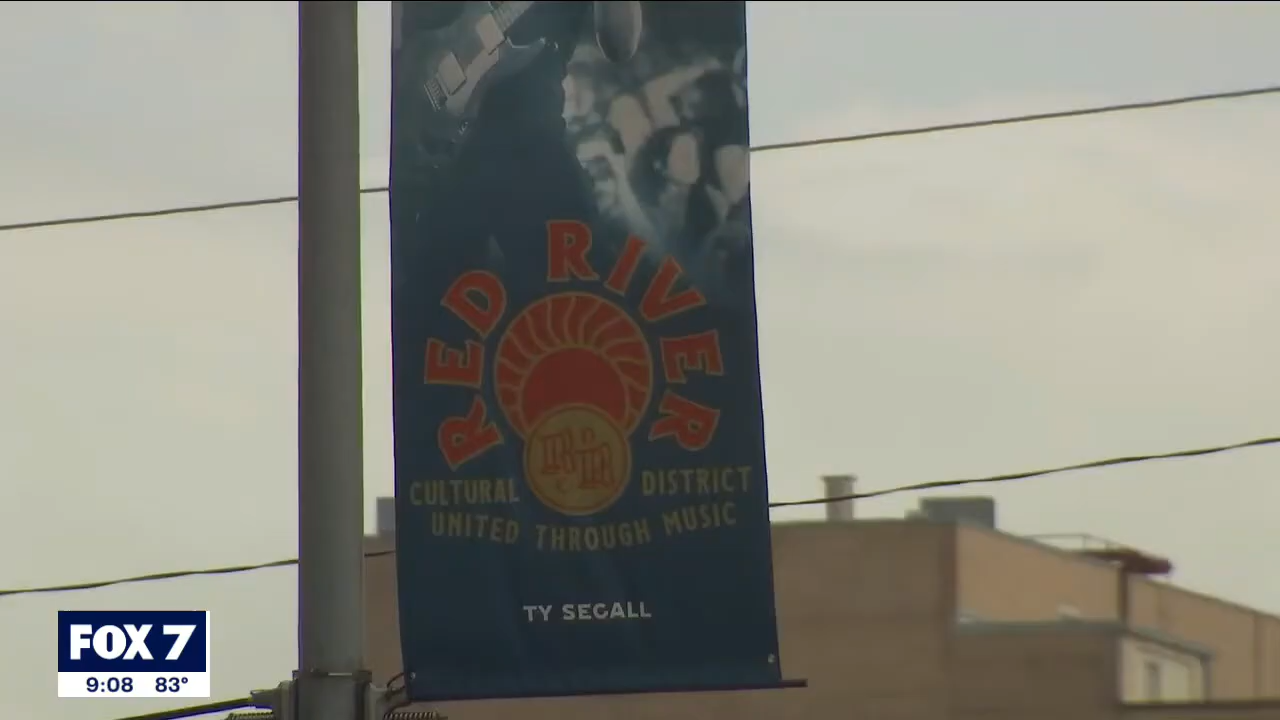 RED RIVER
CULTURAL DISTRICT
UNITED THROUGH MUSIC
TY SEGALL
FOX 7
9:08 83°